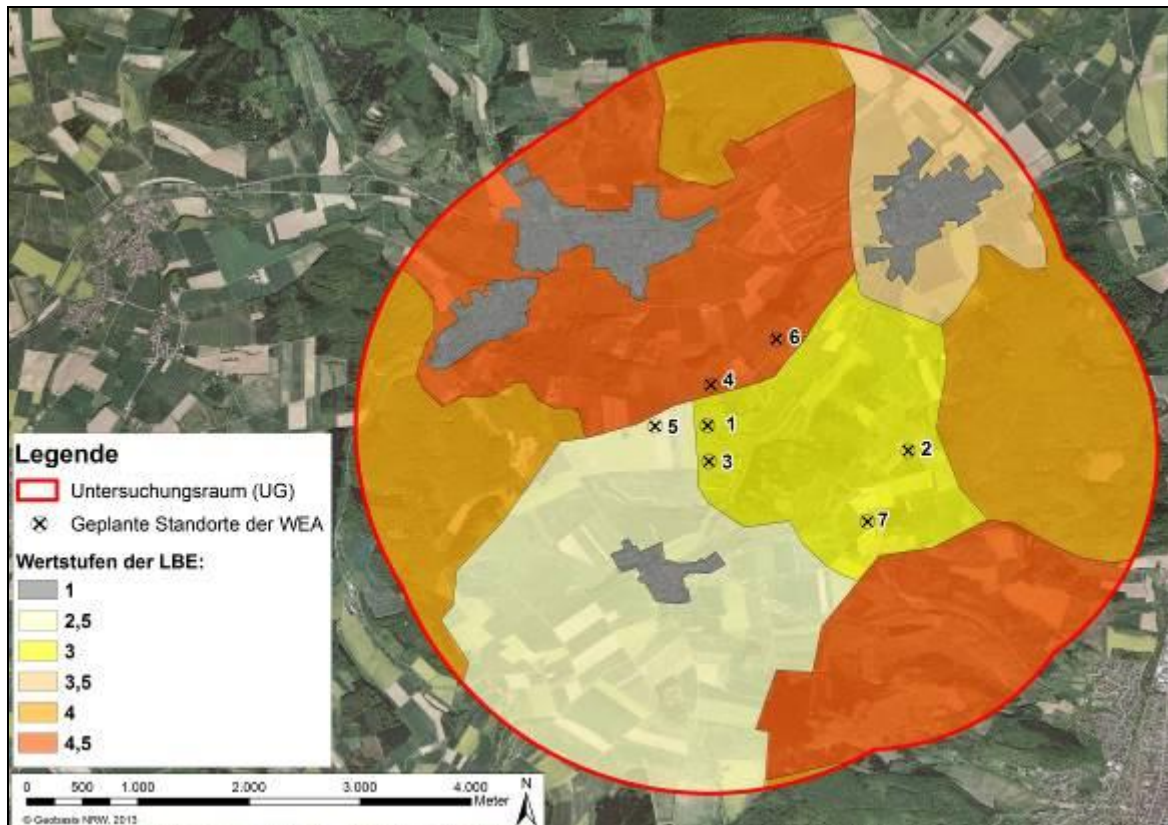 6
4
5
1
3
2
7
Legende
Untersuchungsraum (UG)
Geplante Standorte der WEA
Wertstufen der LBE:
1
2,5
3
3,5
4
4,5
0 500 1.000 2.000 3.000 4.000
Meter
N
© Geobasis NRW, 2013